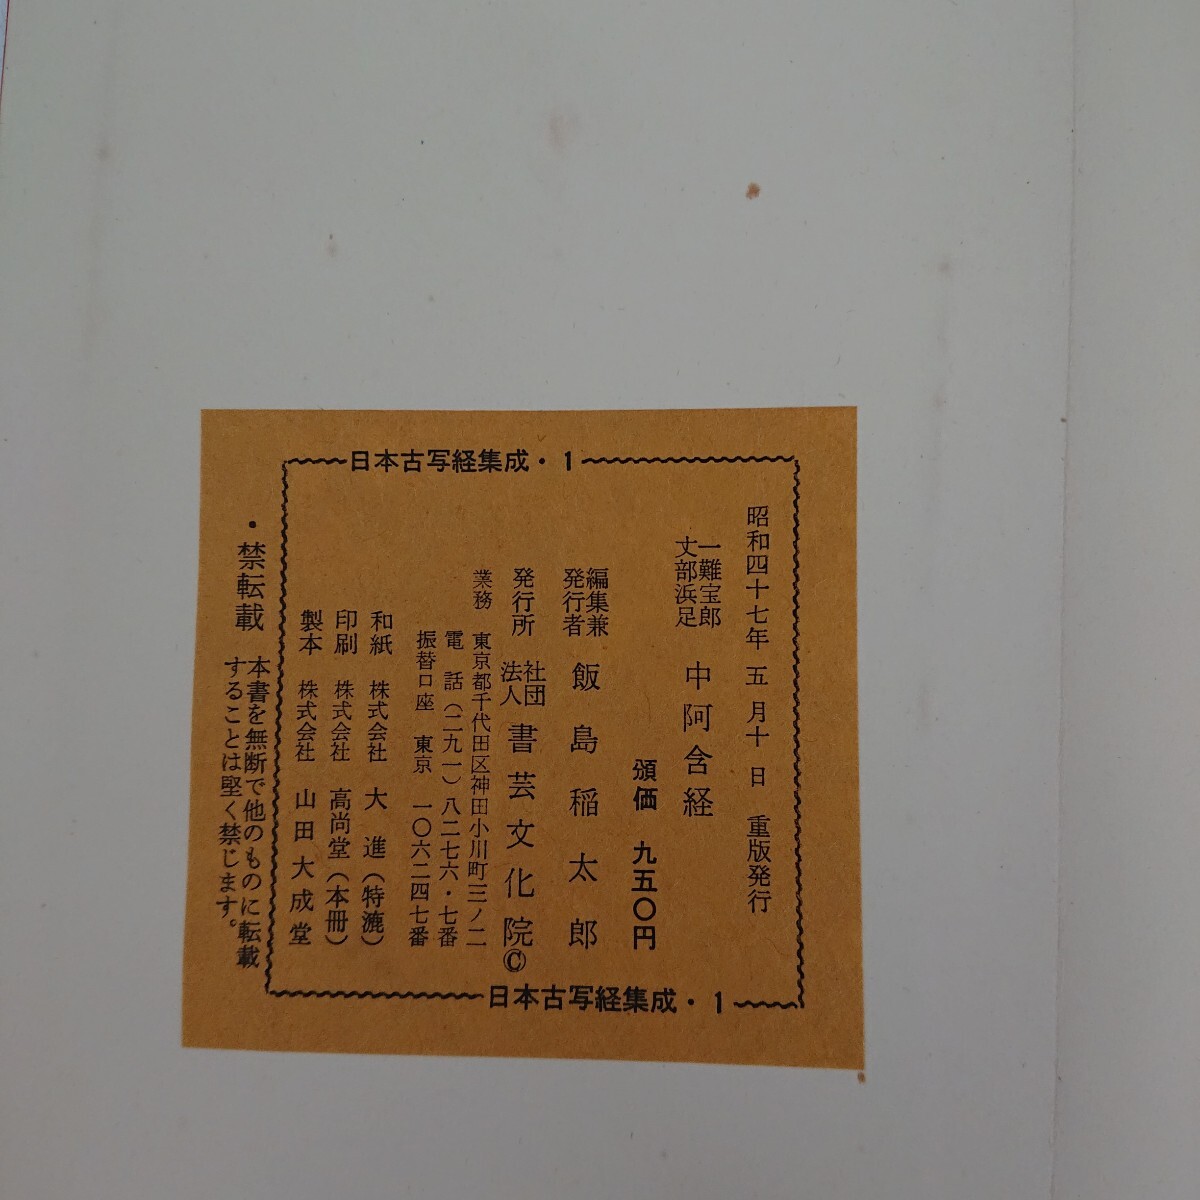 日本古写経集成・1
昭和四十七年五月十日 重版発行
一難宝郎
丈部浜足
中阿含経
頒価 九五〇円
編集兼
発行者 飯島稲太郎
発行所 社団法人 書芸文化院©
業務 東京都千代田区神田小川町三ノ二
電話(二九一)八二七六・七番
振替口座 東京 一〇六二四七番
和紙 株式会社 大進(特漉)
印刷 株式会社 高尚堂(本冊)
製本 株式会社 山田大成堂
日本古写経集成・1
・禁転載 本書を無断で他のものに転載
することは堅く禁じます。